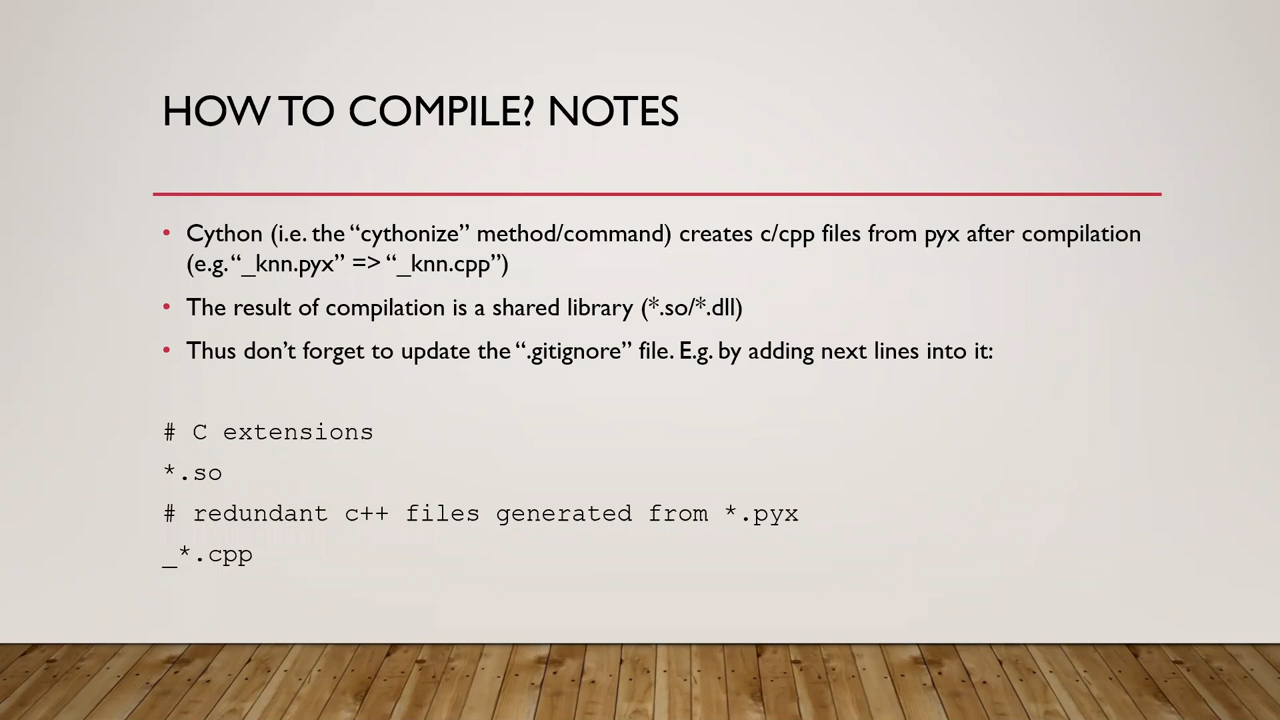 HOW TO COMPILE? NOTES
• Cython (i.e. the “cythonize” method/command) creates c/cpp files from pyx after compilation
(e.g. “_knn.pyx” => “_knn.cpp”)
• The result of compilation is a shared library (*.so/*.dll)
• Thus don’t forget to update the “.gitignore” file. E.g. by adding next lines into it:
# C extensions
*.so
# redundant c++ files generated from *.pyx
_*.cpp